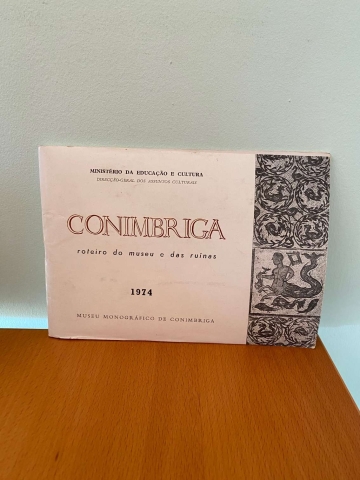 MINISTÉRIO DA EDUCAÇÃO E CULTURA
DIRECÇÃO-GERAL DOS ASSUNTOS CULTURAIS
CONIMBRIGA
roteiro do museu e das ruínas
1974
MUSEU MONOGRÁFICO DE CONIMBRIGA